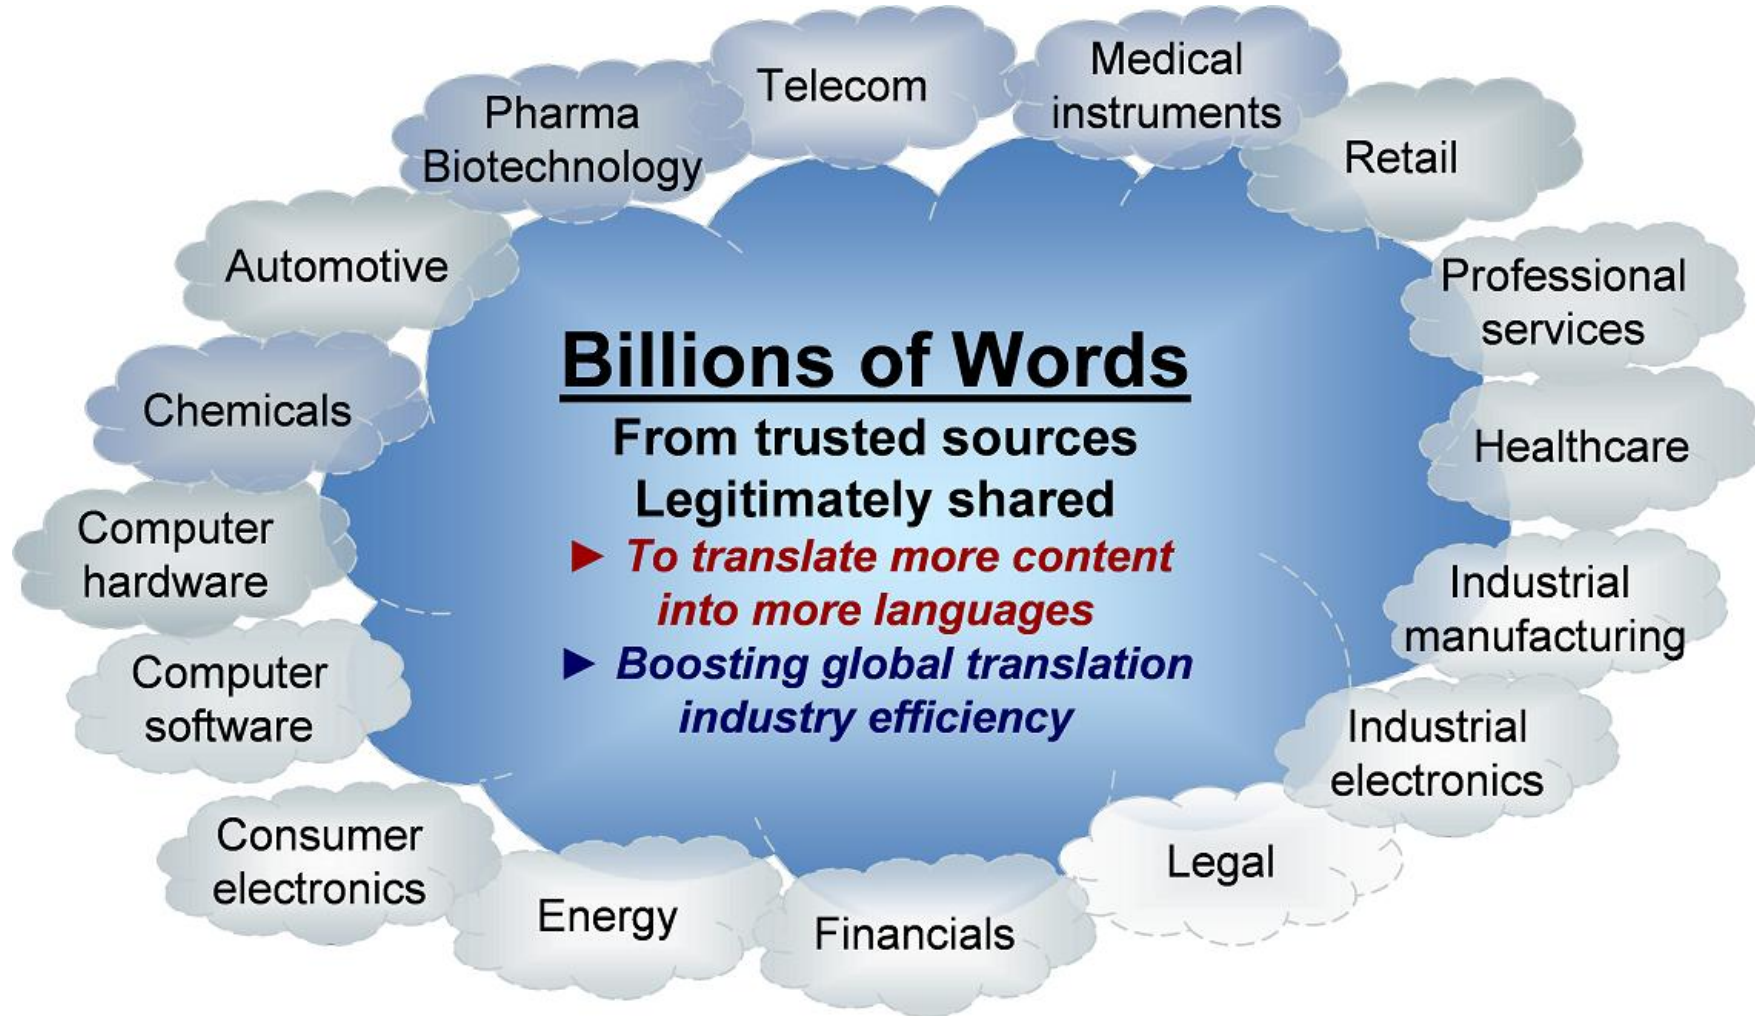 Telecom
Medical
instruments
Pharma
Biotechnology
Retail
Automotive
Professional
services
Chemicals
Healthcare
Computer
hardware
Industrial
manufacturing
Computer
software
Industrial
electronics
Consumer
electronics
Legal
Energy
Financials
Billions of Words
From trusted sources
Legitimately shared
► To translate more content
into more languages
► Boosting global translation
industry efficiency